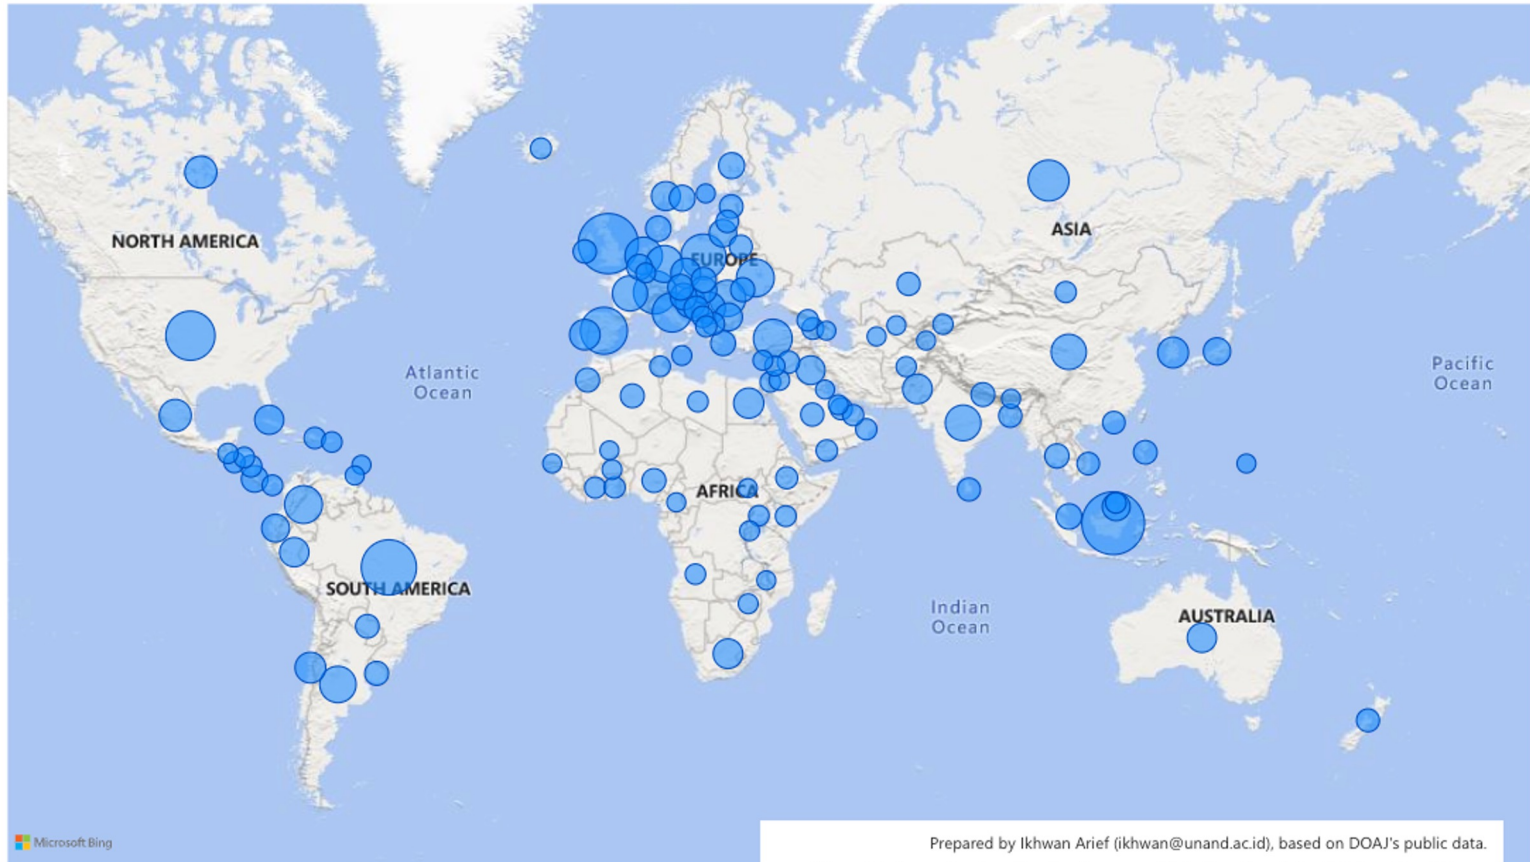 NORTH AMERICA
EUROPE
ASIA
Atlantic
Ocean
Pacific
Ocean
AFRICA
SOUTH AMERICA
Indian
Ocean
AUSTRALIA
Microsoft Bing
Prepared by Ikhwan Arief (ikhwan@unand.ac.id), based on DOAJ's public data.